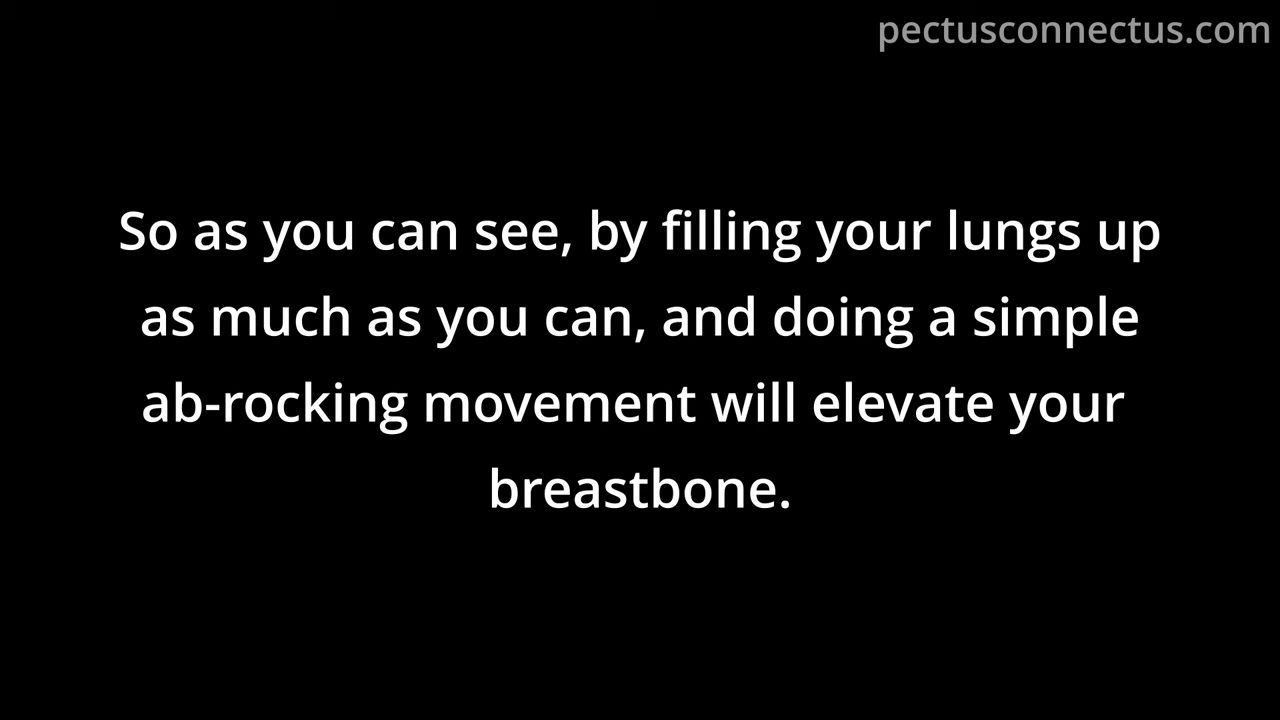 pectusconnectus.com
So as you can see, by filling your lungs up
as much as you can, and doing a simple
ab-rocking movement will elevate your
breastbone.